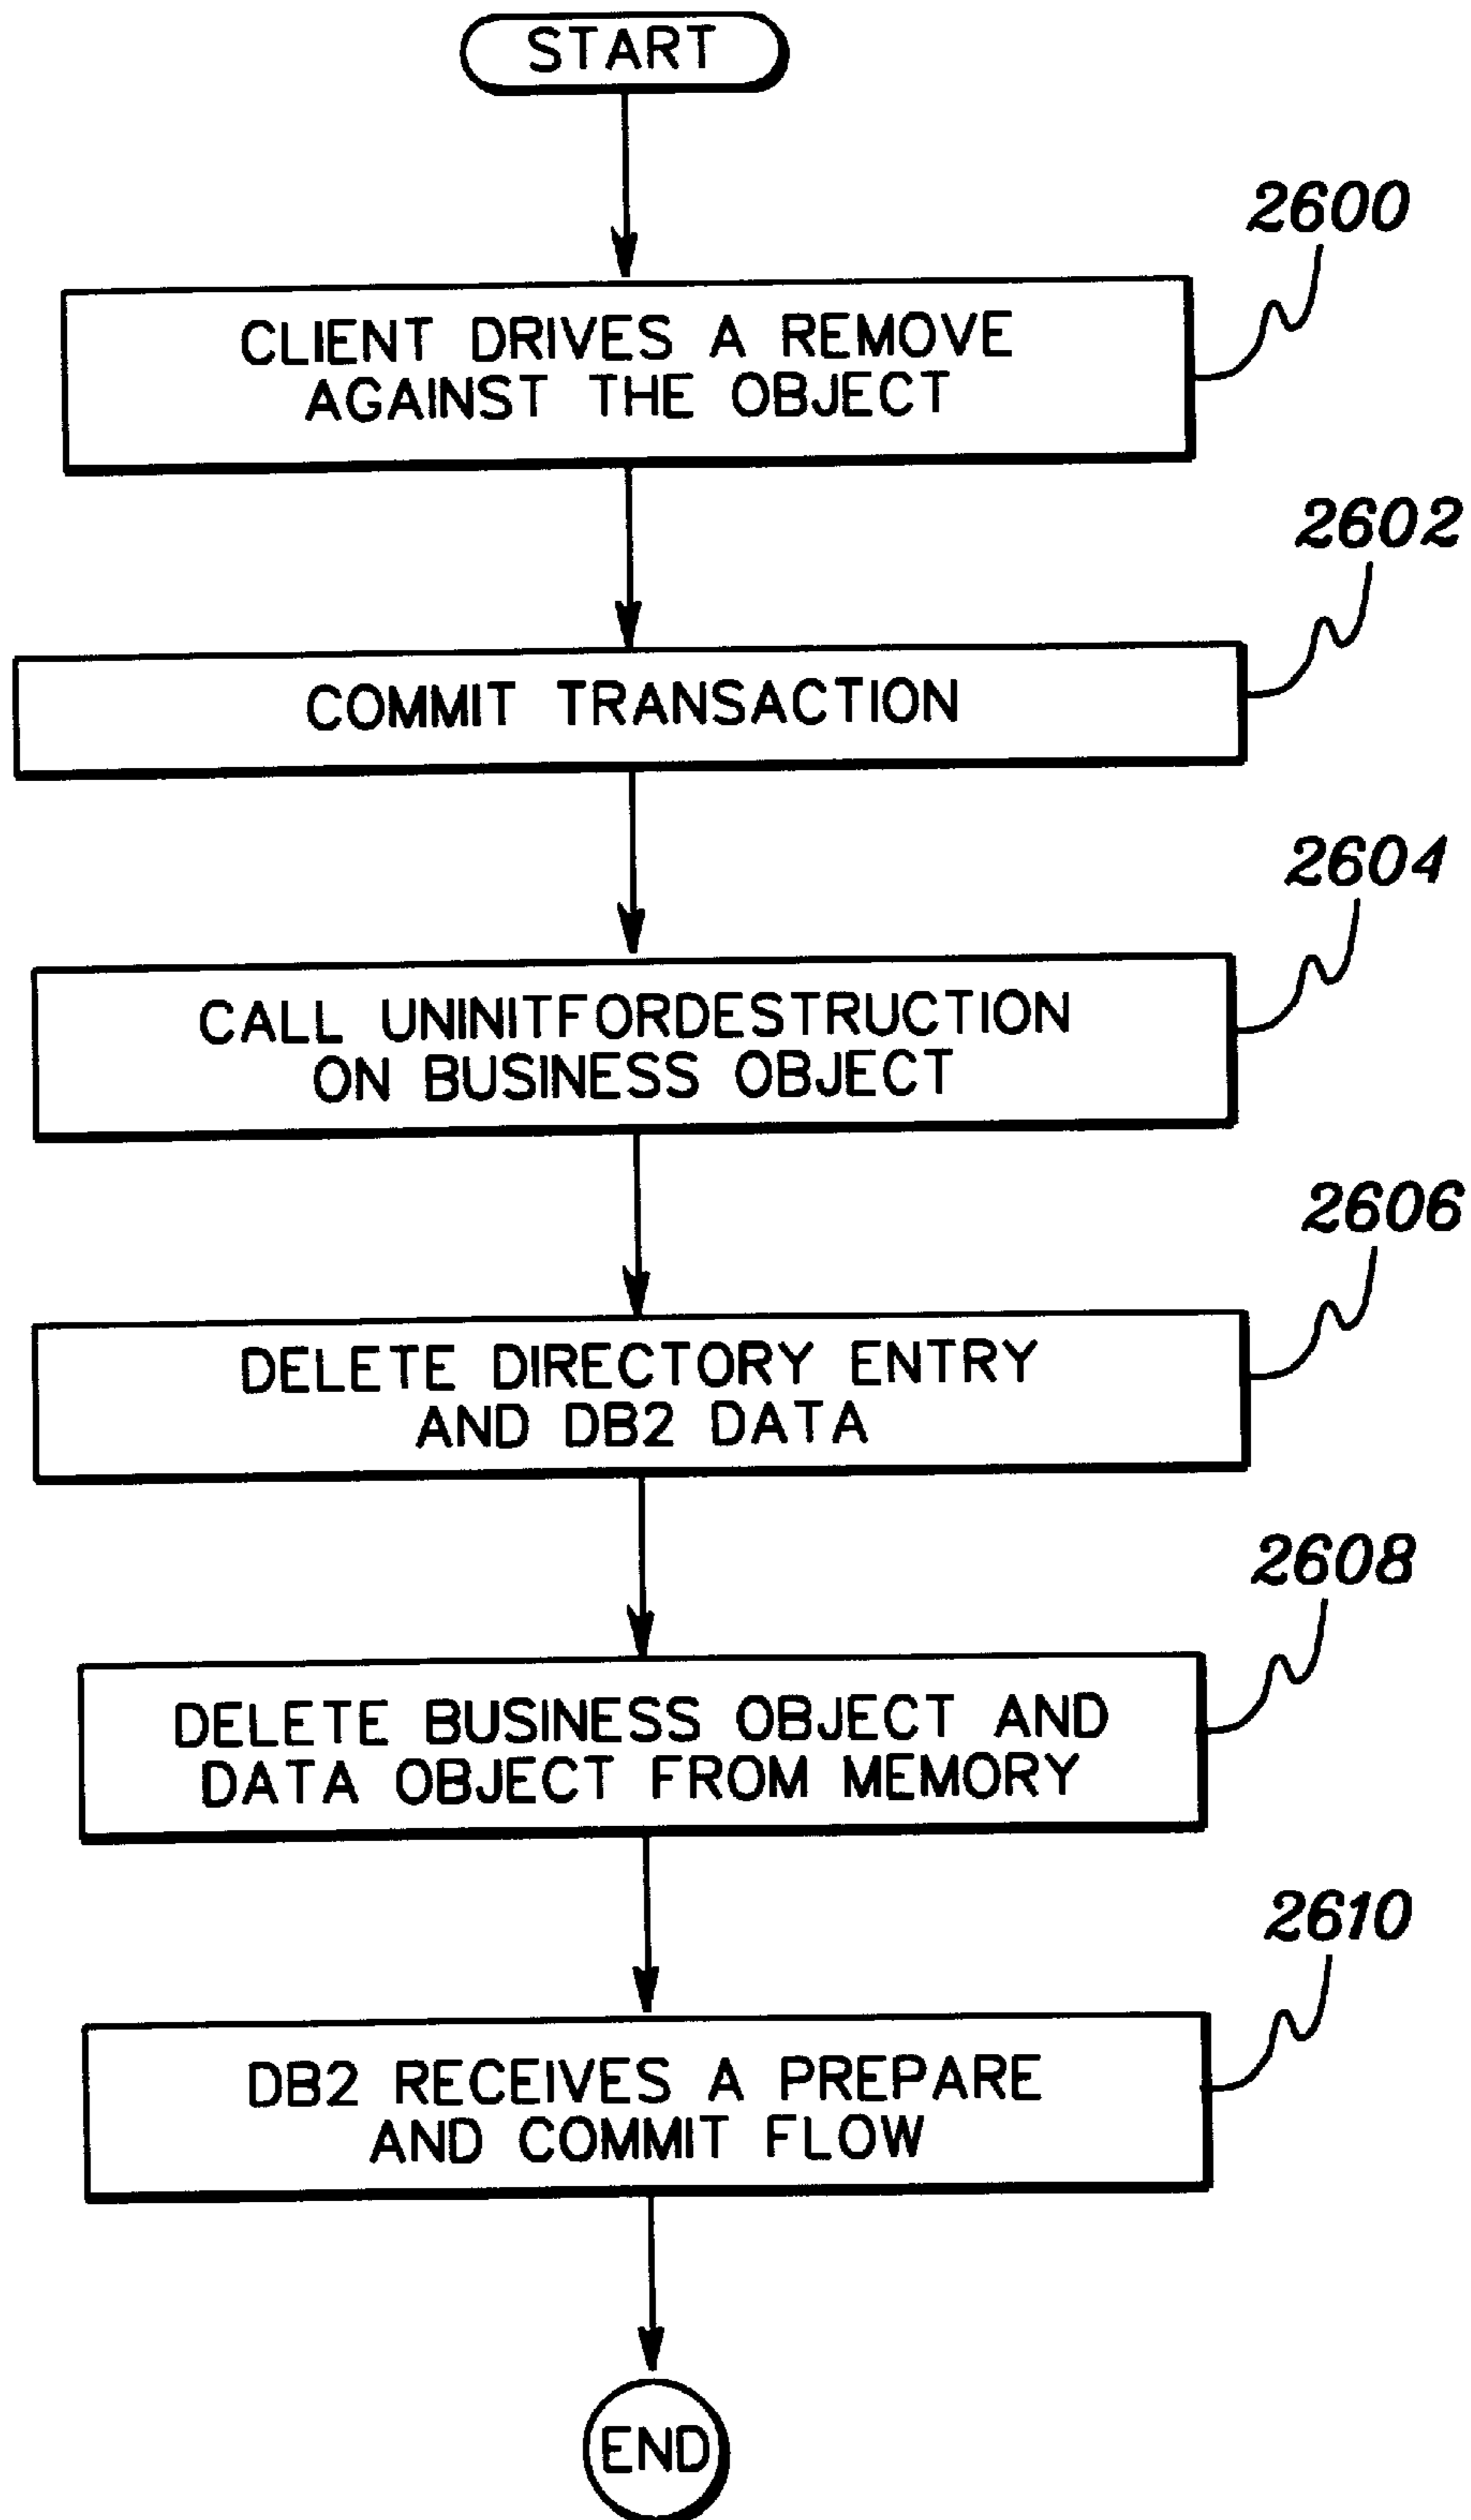 START
2600
CLIENT DRIVES A REMOVE
AGAINST THE OBJECT
2602
COMMIT TRANSACTION
2604
CALL UNINITFORDESTRUCTION
ON BUSINESS OBJECT
2606
DELETE DIRECTORY ENTRY
AND DB2 DATA
2608
DELETE BUSINESS OBJECT AND
DATA OBJECT FROM MEMORY
2610
DB2 RECEIVES A PREPARE
AND COMMIT FLOW
END